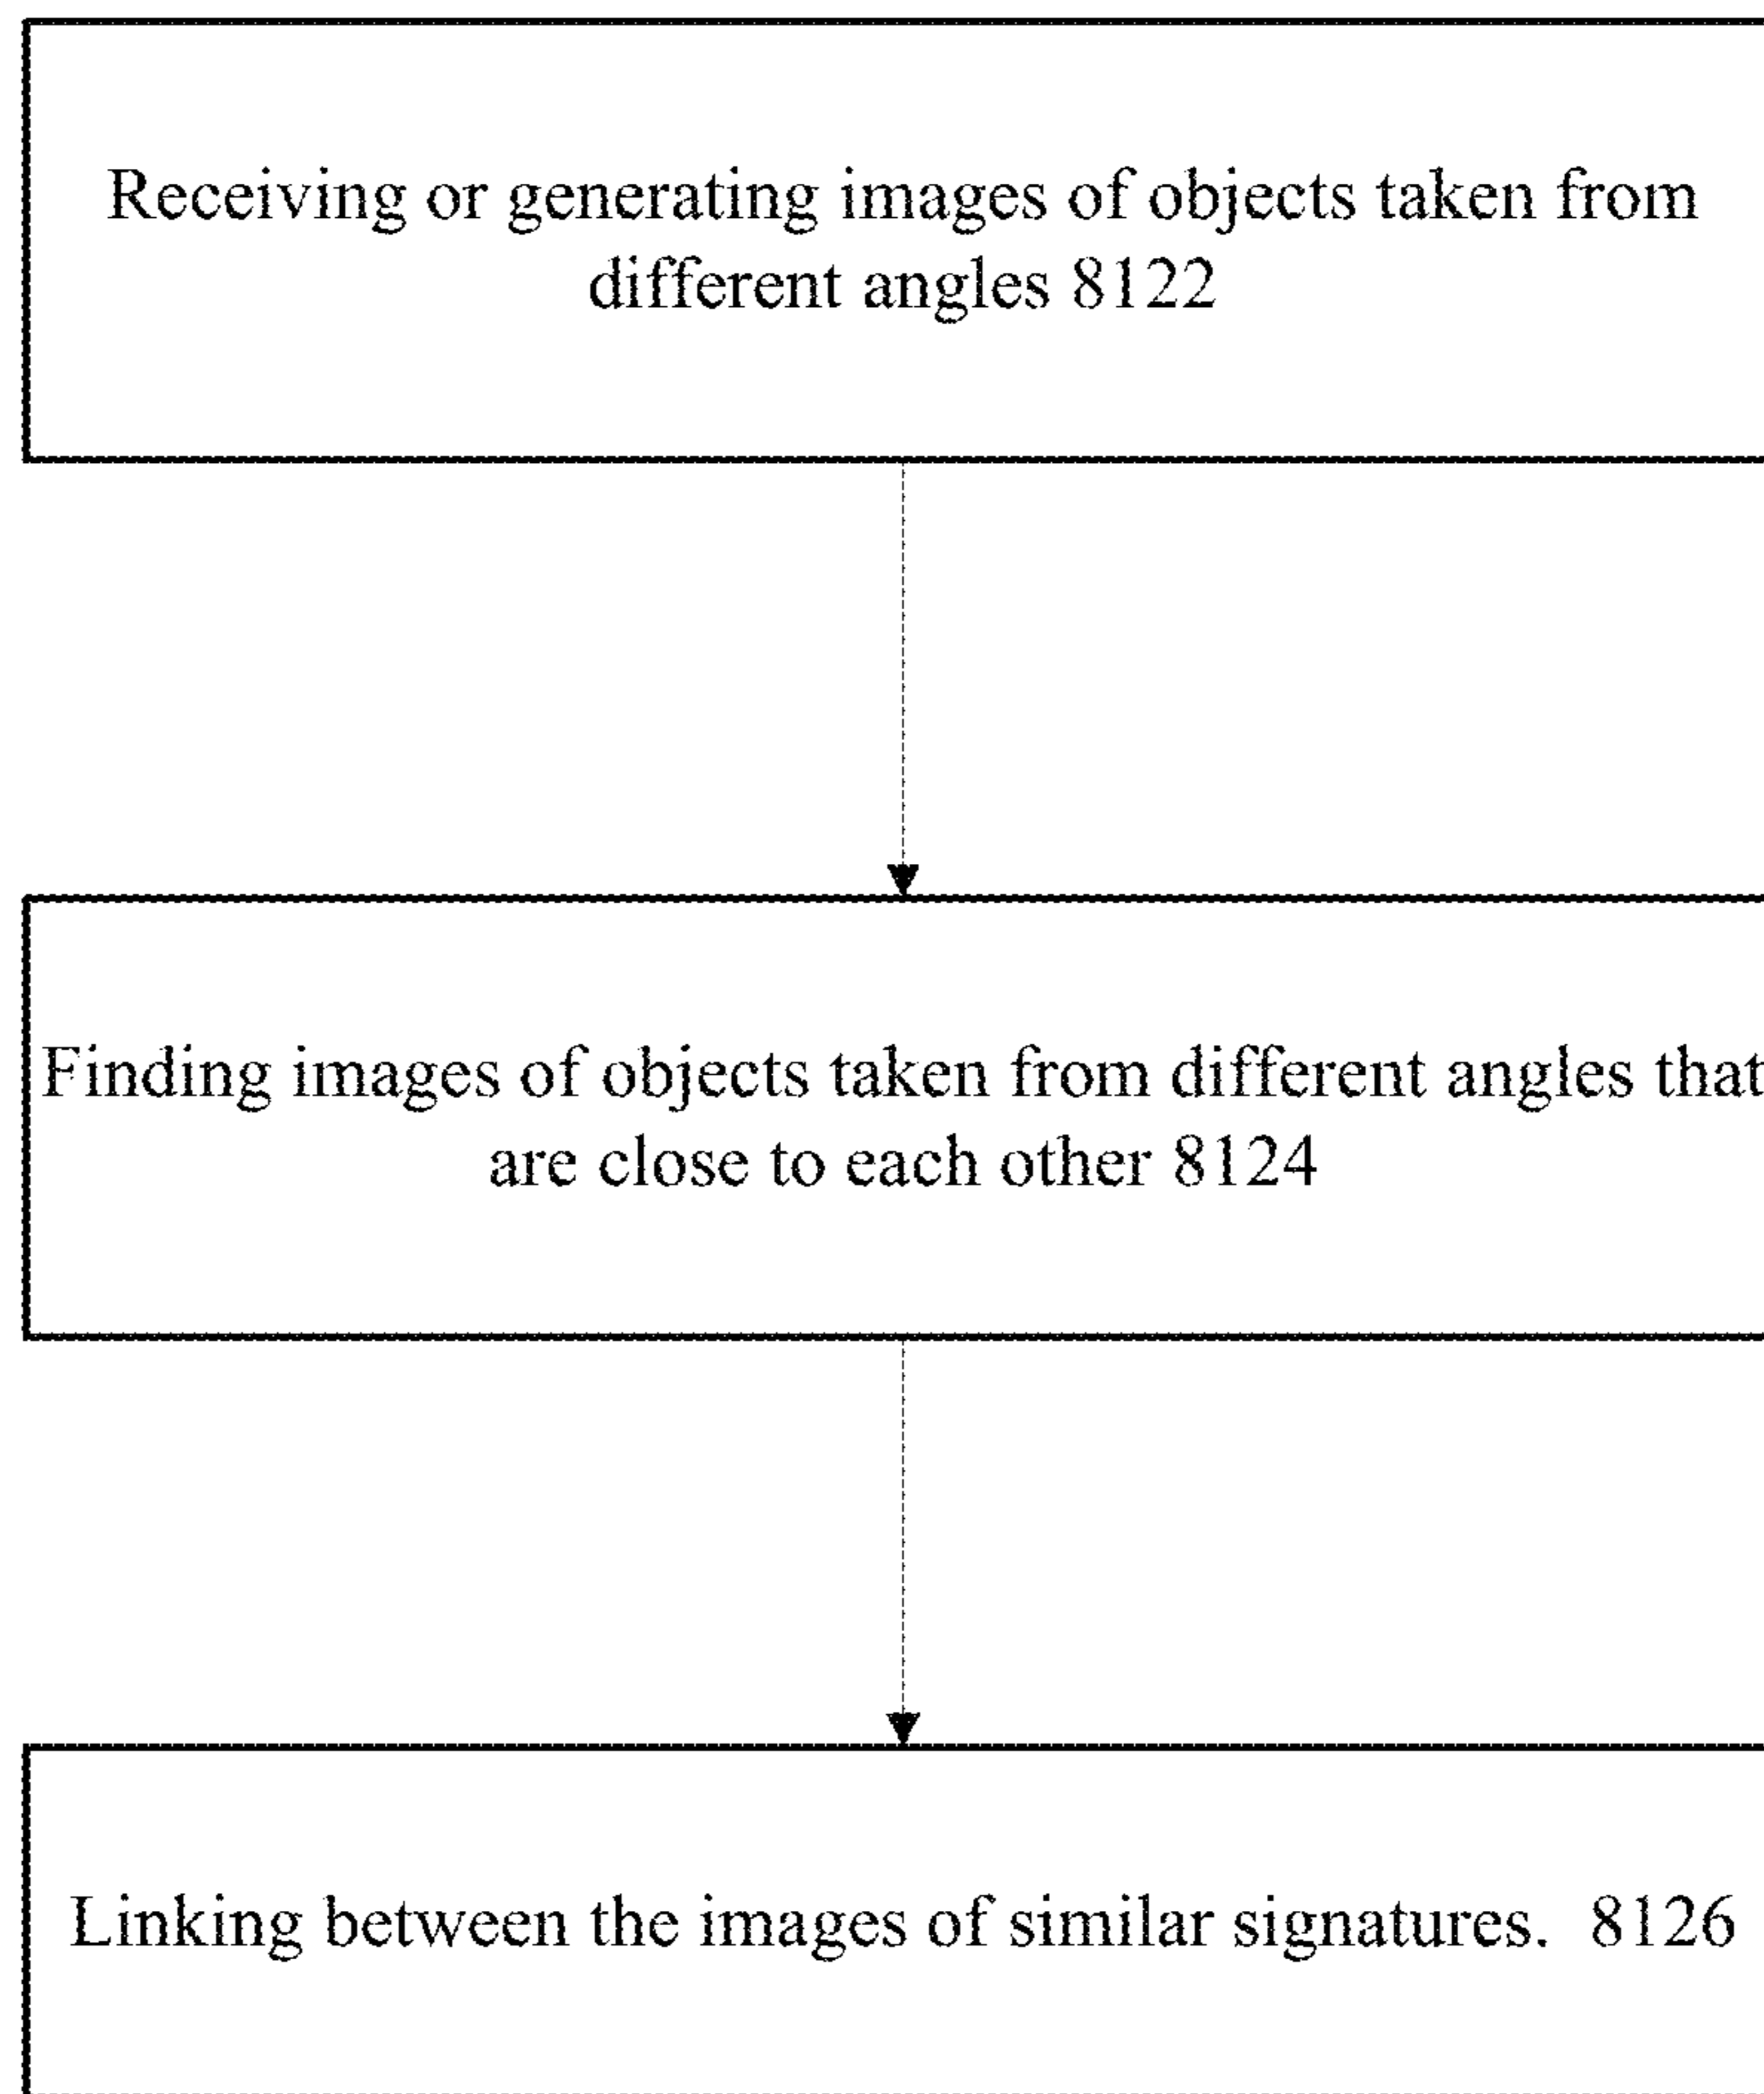 Receiving or generating images of objects taken from
different angles 8122
Finding images of objects taken from different angles that
are close to each other 8124
Linking between the images of similar signatures.  8126